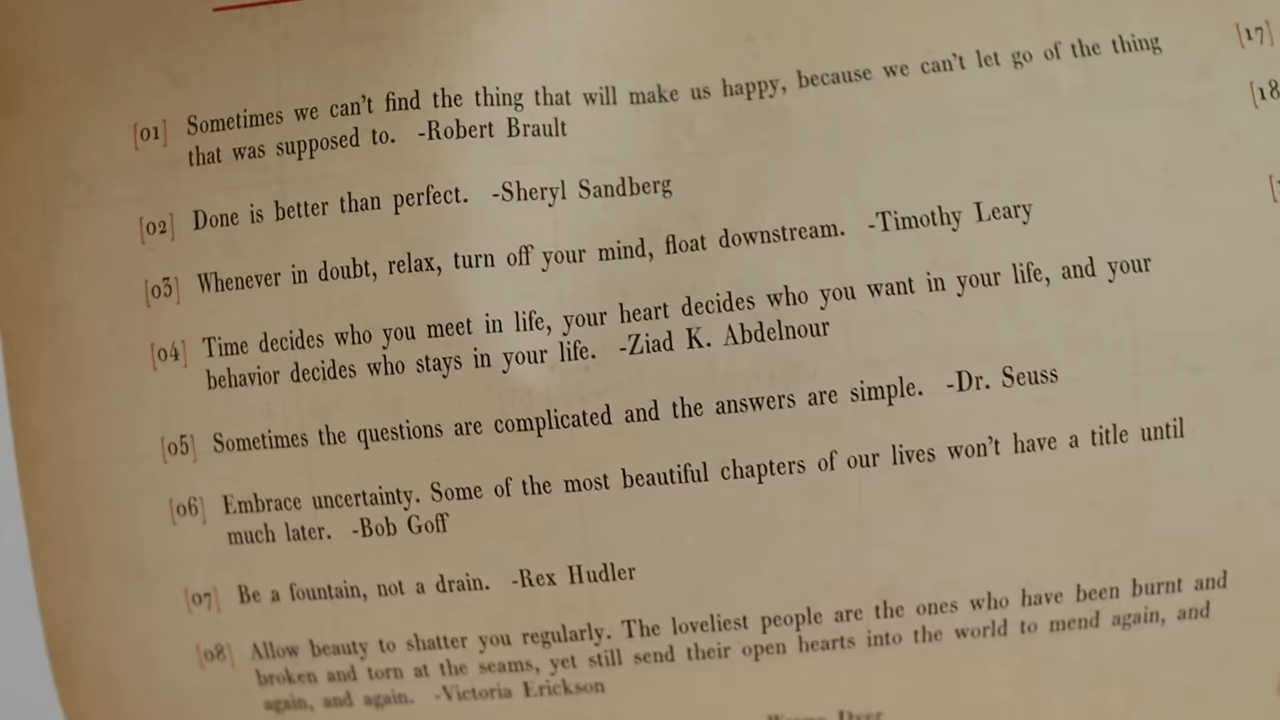 [01] Sometimes we can't find the thing that will make us happy, because we can't let go of the thing
that was supposed to. -Robert Brault
[02] Done is better than perfect. -Sheryl Sandberg
[03] Whenever in doubt, relax, turn off your mind, float downstream. -Timothy Leary
[04] Time decides who you meet in life, your heart decides who you want in your life, and your
behavior decides who stays in your life. -Ziad K. Abdelnour
[05] Sometimes the questions are complicated and the answers are simple. -Dr. Seuss
[06] Embrace uncertainty. Some of the most beautiful chapters of our lives won't have a title until
much later. -Bob Goff
[07] Be a fountain, not a drain. -Rex Hudler
[08] Allow beauty to shatter you regularly. The loveliest people are the ones who have been burnt and
broken and torn at the seams, yet still send their open hearts into the world to mend again, and
again, and again. -Victoria Erickson
[17]
[18